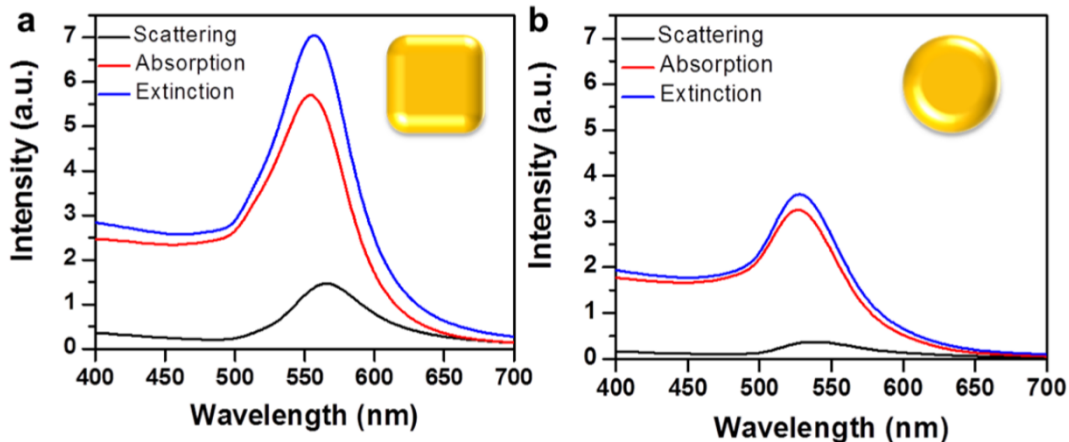 a
Scattering
Absorption
Extinction
Intensity (a.u.)
7
6
5
4
3
2
1
0
400 450 500 550 600 650 700
Wavelength (nm)
b
Scattering
Absorption
Extinction
Intensity (a.u.)
7
6
5
4
3
2
1
0
400 450 500 550 600 650 700
Wavelength (nm)